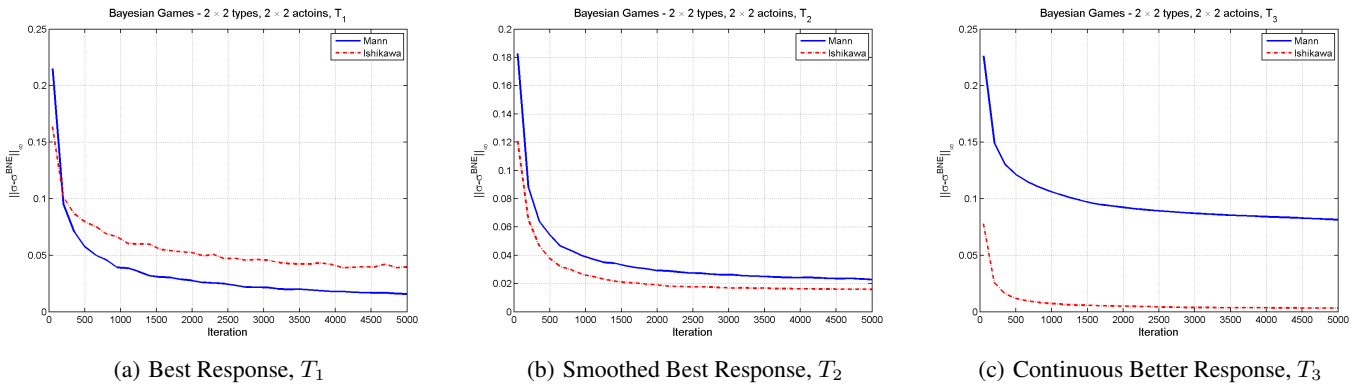 Bayesian Games - 2 × 2 types, 2 × 2 actoins, T₁
0.25
0.2
0.15
0.1
0.05
0
||σ-σ^BNE||∞
0 500 1000 1500 2000 2500 3000 3500 4000 4500 5000
Iteration
Mann
Ishikawa
(a) Best Response, T₁
Bayesian Games - 2 × 2 types, 2 × 2 actoins, T₂
0.2
0.18
0.16
0.14
0.12
0.1
0.08
0.06
0.04
0.02
0
||σ-σ^BNE||∞
0 500 1000 1500 2000 2500 3000 3500 4000 4500 5000
Iteration
Mann
Ishikawa
(b) Smoothed Best Response, T₂
Bayesian Games - 2 × 2 types, 2 × 2 actoins, T₃
0.25
0.2
0.15
0.1
0.05
0
||σ-σ^BNE||∞
0 500 1000 1500 2000 2500 3000 3500 4000 4500 5000
Iteration
Mann
Ishikawa
(c) Continuous Better Response, T₃